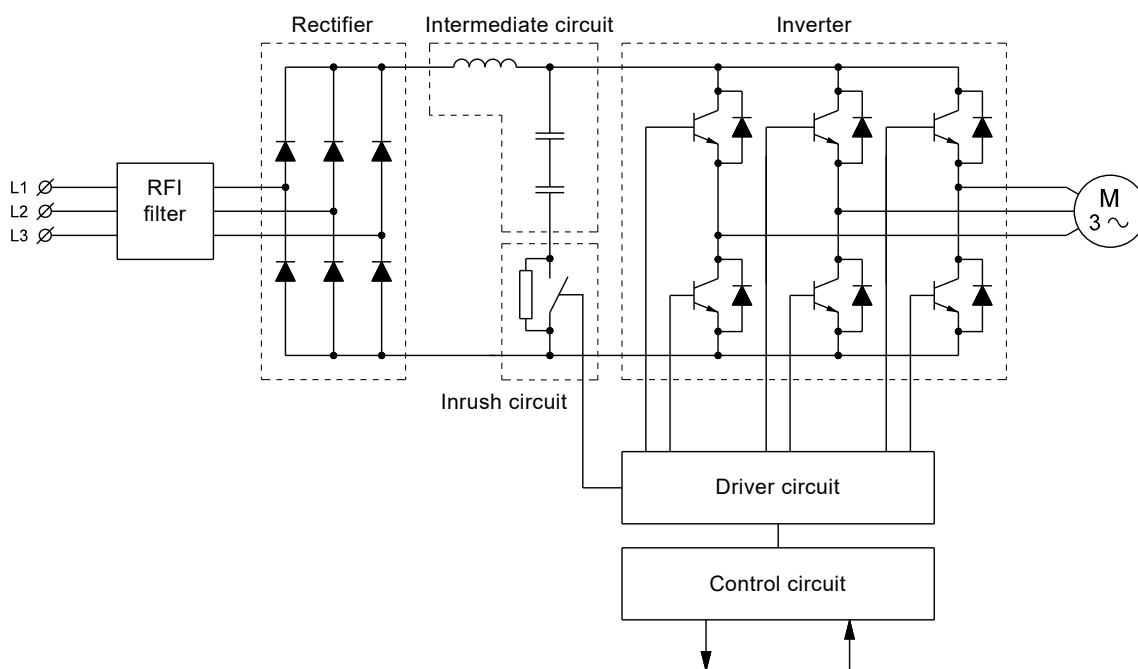 Rectifier
Intermediate circuit
Inverter
L1
L2
L3
RFI
filter
M
3 ~
Inrush circuit
Driver circuit
Control circuit